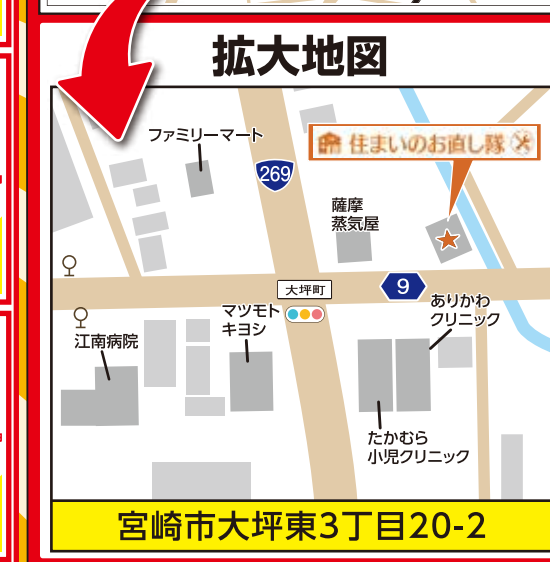 拡大地図
ファミリーマート
住まいのお直し隊
269
薩摩
蒸気屋
大坪町
9
ありかわ
クリニック
マツモト
キヨシ
江南病院
たかむら
小児クリニック
宮崎市大坪東3丁目20-2